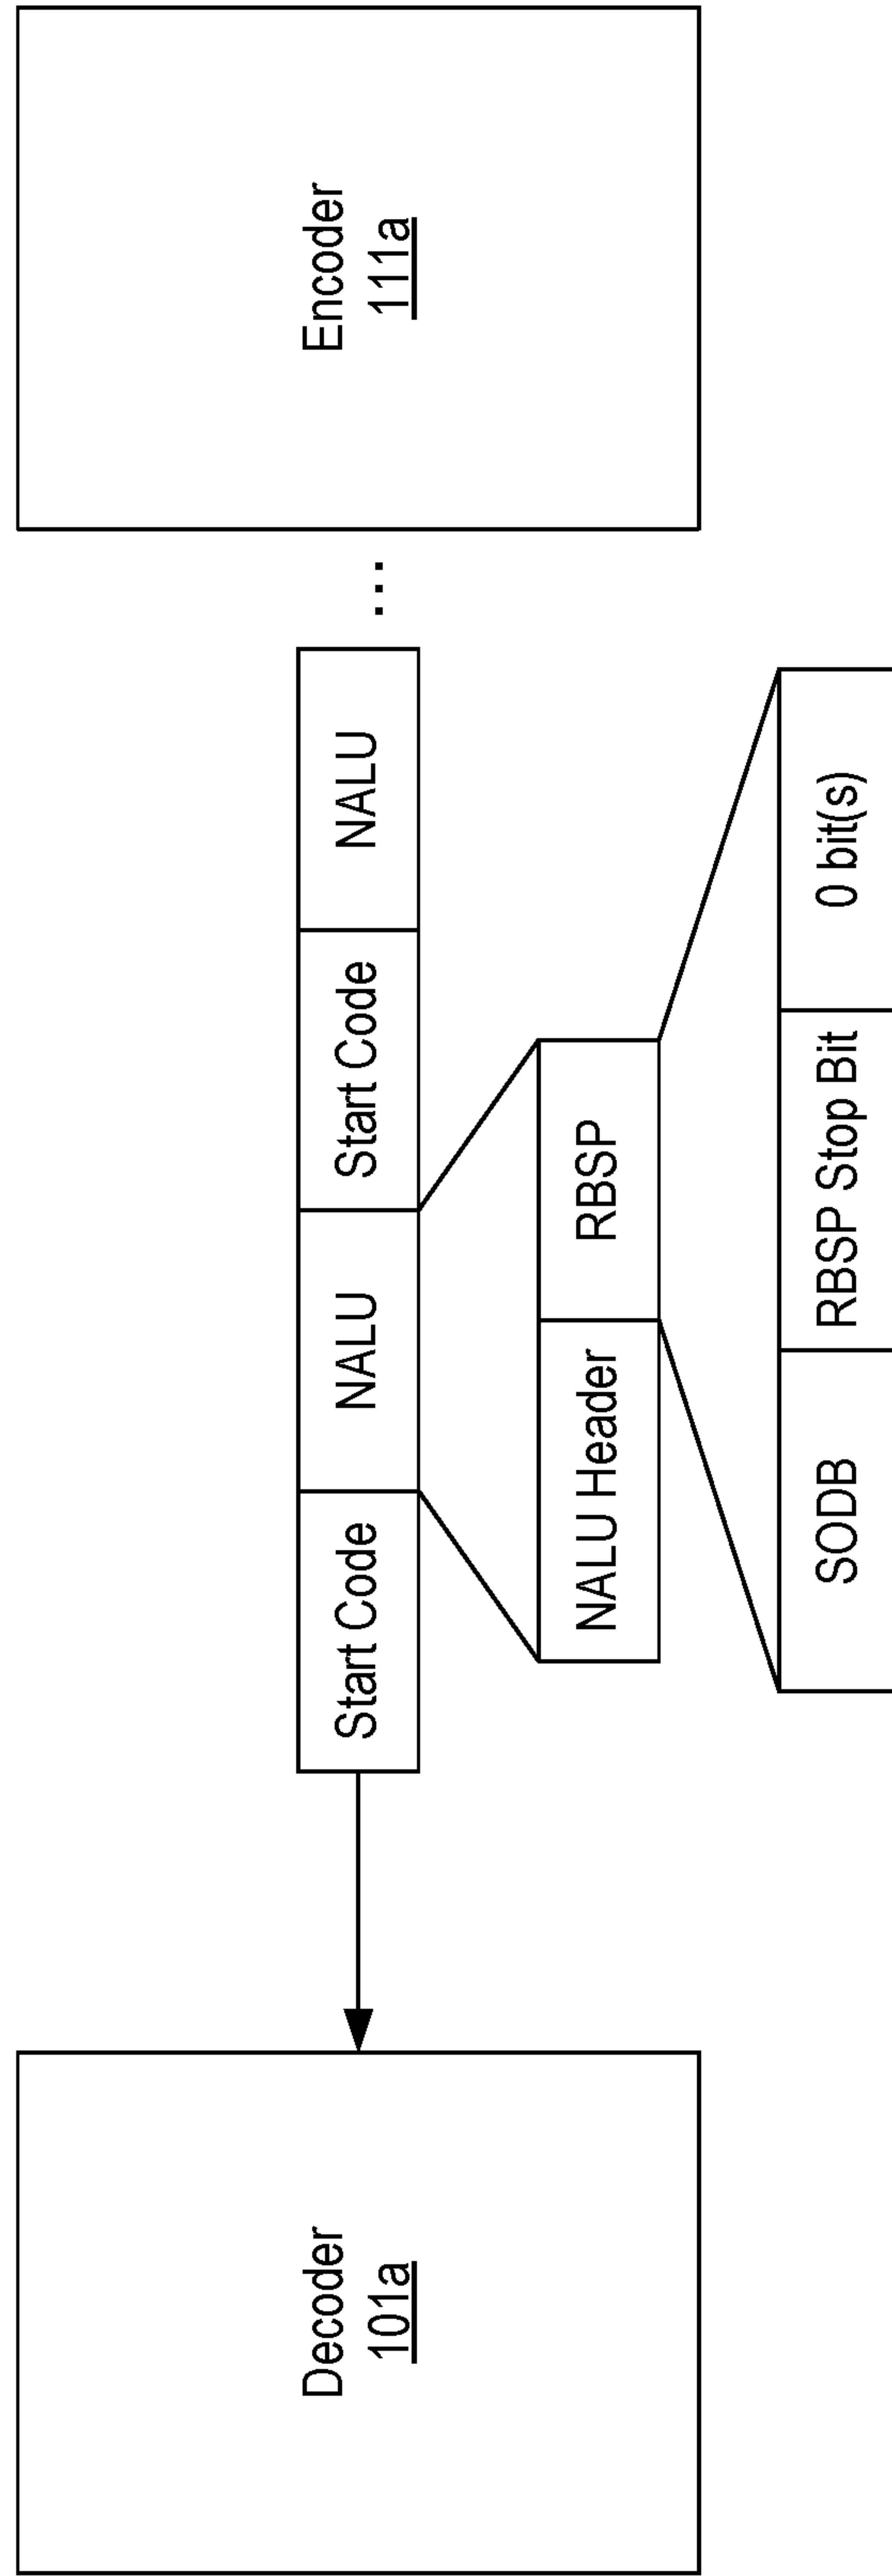 Decoder
101a
Start Code
NALU
Start Code
NALU
...
Encoder
111a
NALU Header
RBSP
SODB
RBSP Stop Bit
0 bit(s)